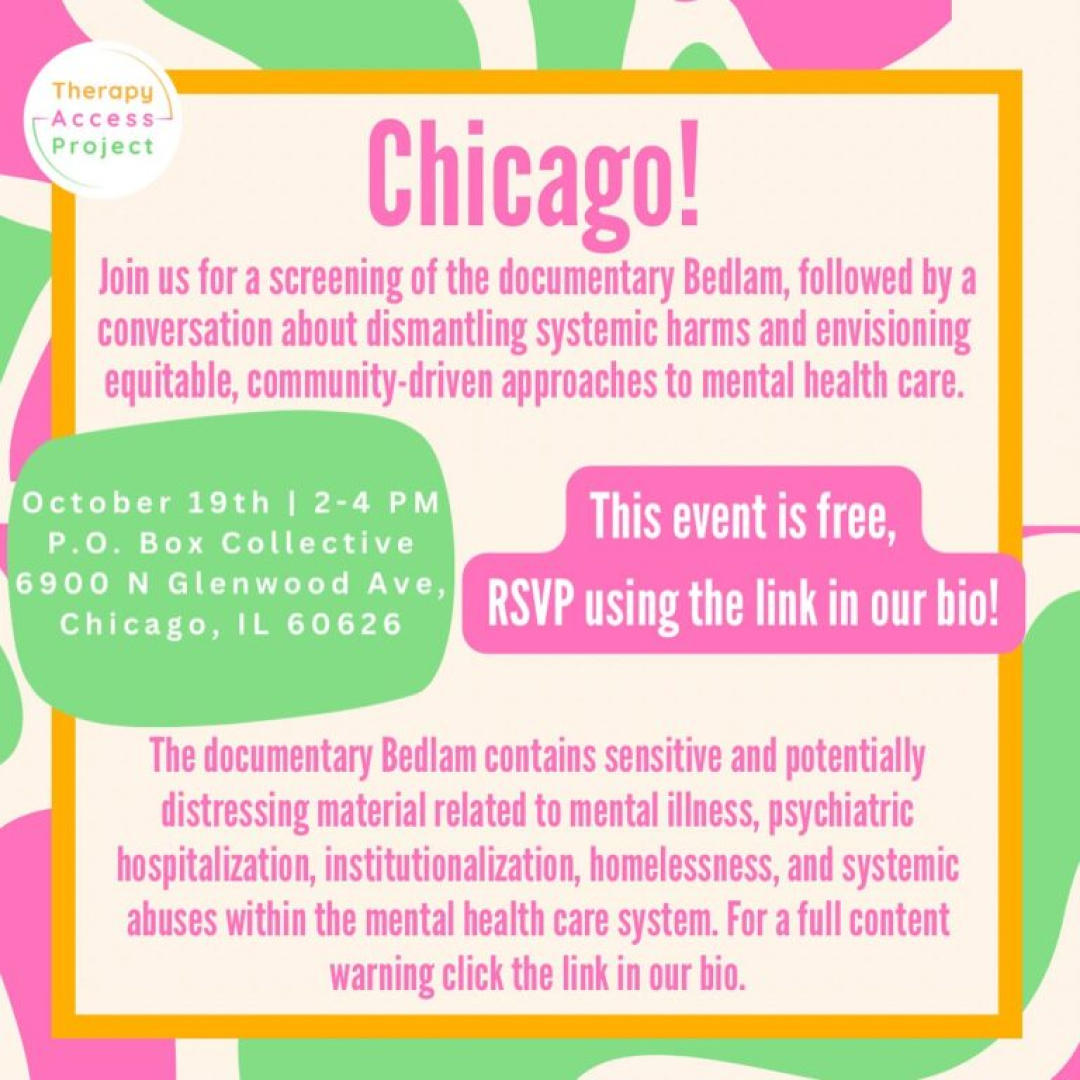 Therapy
Access
Project
Chicago!
Join us for a screening of the documentary Bedlam, followed by a
conversation about dismantling systemic harms and envisioning
equitable, community-driven approaches to mental health care.
October 19th | 2-4 PM
P.O. Box Collective
6900 N Glenwood Ave,
Chicago, IL 60626
This event is free,
RSVP using the link in our bio!
The documentary Bedlam contains sensitive and potentially
distressing material related to mental illness, psychiatric
hospitalization, institutionalization, homelessness, and systemic
abuses within the mental health care system. For a full content
warning click the link in our bio.